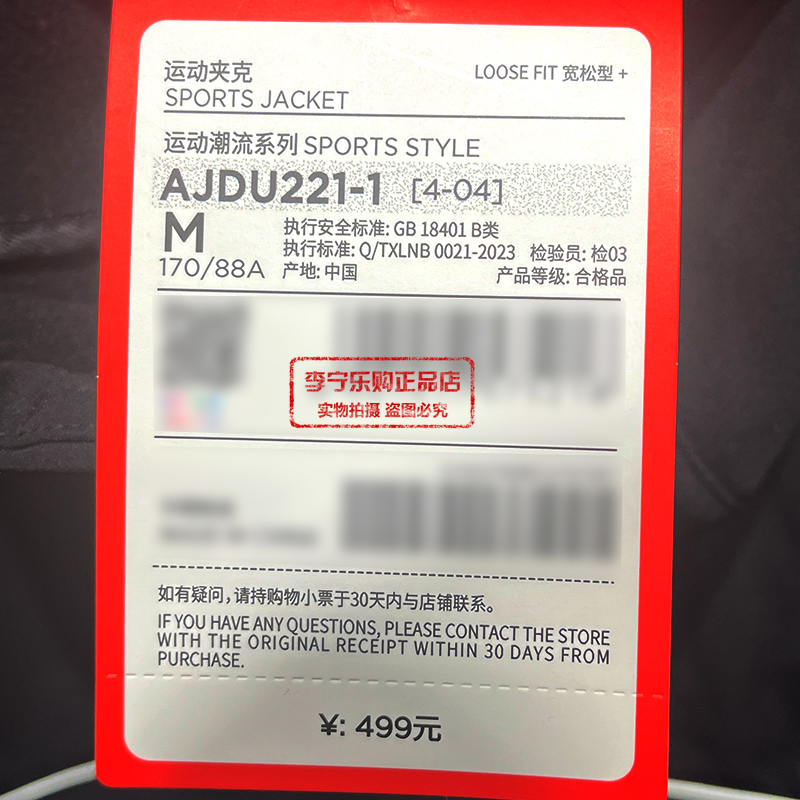 运动夹克
SPORTS JACKET
LOOSE FIT 宽松型 +
运动潮流系列 SPORTS STYLE
AJDU221-1 [4-04]
M
170/88A
执行安全标准: GB 18401 B类
执行标准: Q/TXLNB 0021-2023 检验员: 检03
产地: 中国
产品等级: 合格品
李宁乐购正品店
实物拍摄 盗图必究
如有疑问，请持购物小票于30天内与店铺联系。
IF YOU HAVE ANY QUESTIONS, PLEASE CONTACT THE STORE
WITH THE ORIGINAL RECEIPT WITHIN 30 DAYS FROM
PURCHASE.
¥: 499元